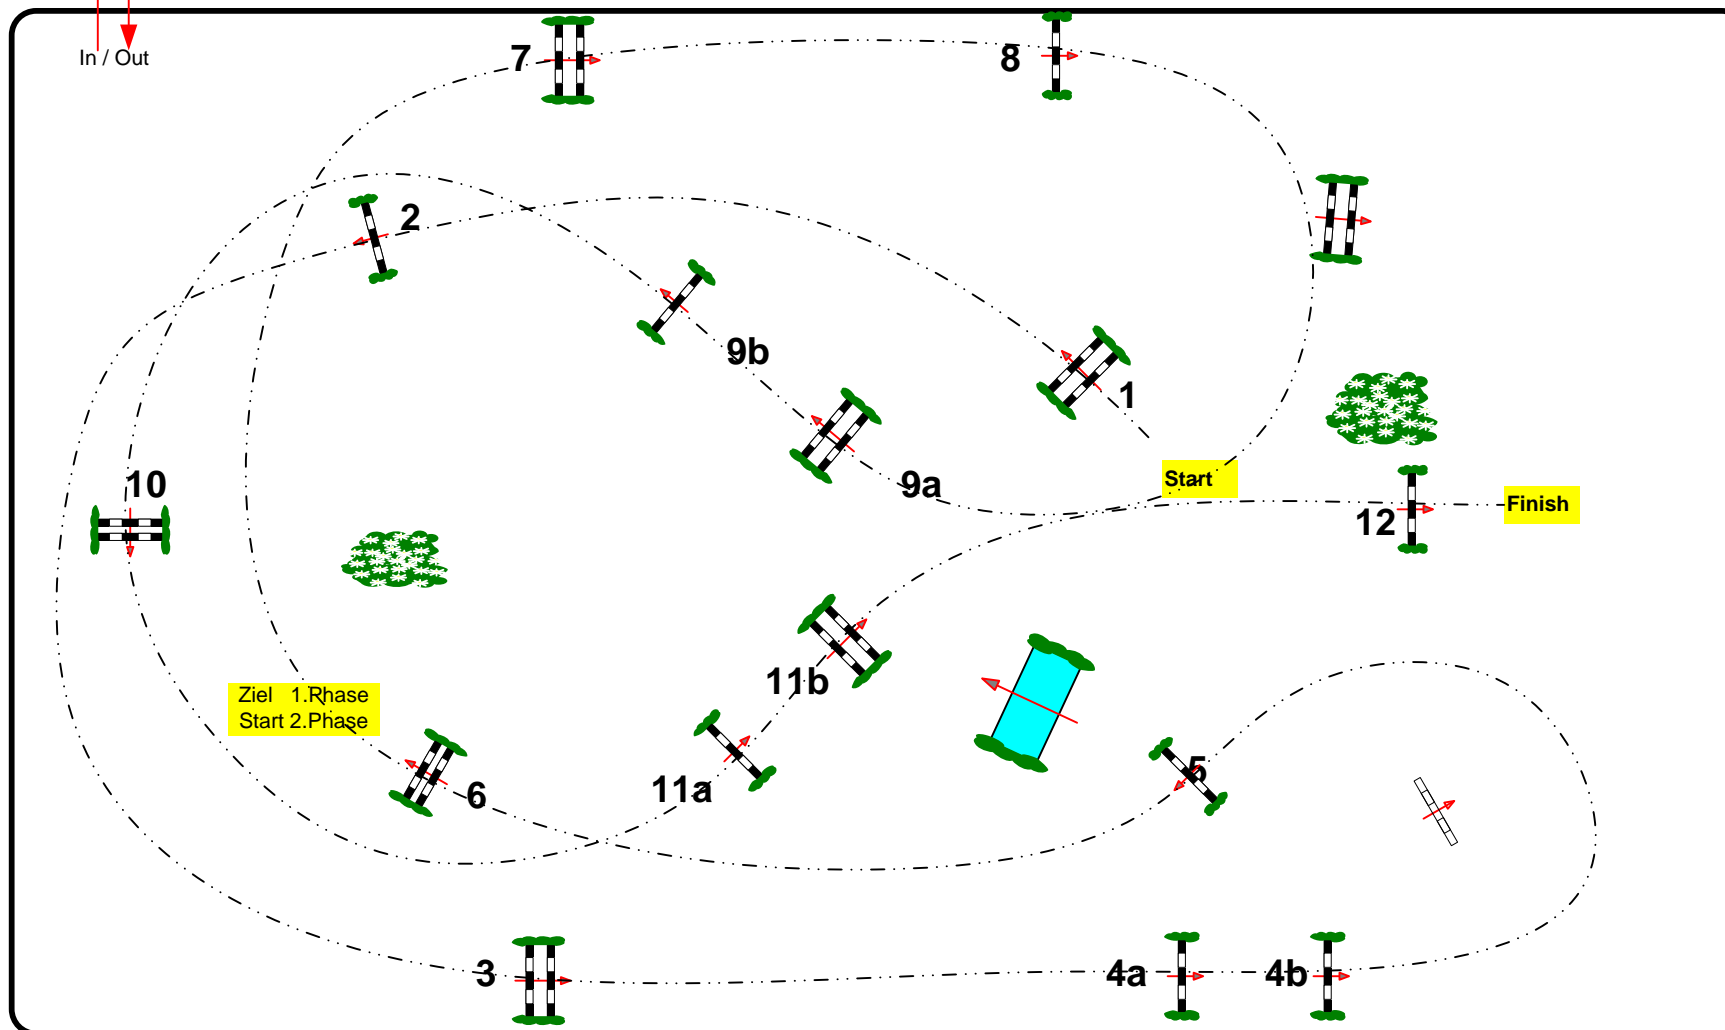 In / Out
7
8
2
9b
1
10
9a
Start
Finish
12
11b
Ziel 1.Phase
Start 2.Phase
11a
6
5
3
4a
4b